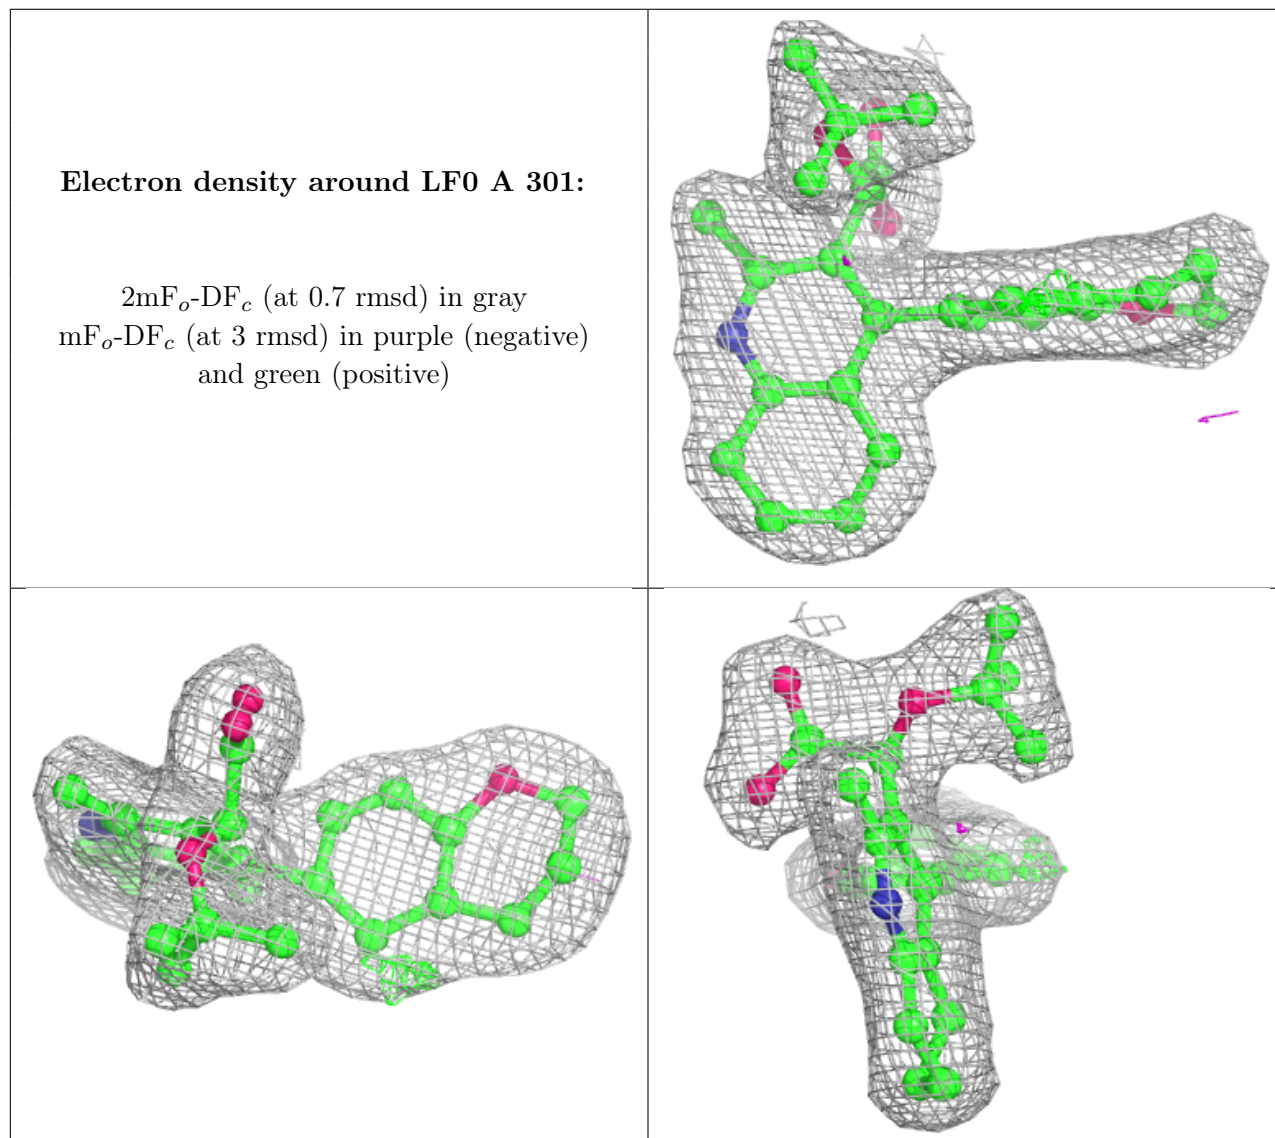 Electron density around LF0 A 301:
2mFo-DFc (at 0.7 rmsd) in gray
mFo-DFc (at 3 rmsd) in purple (negative)
and green (positive)